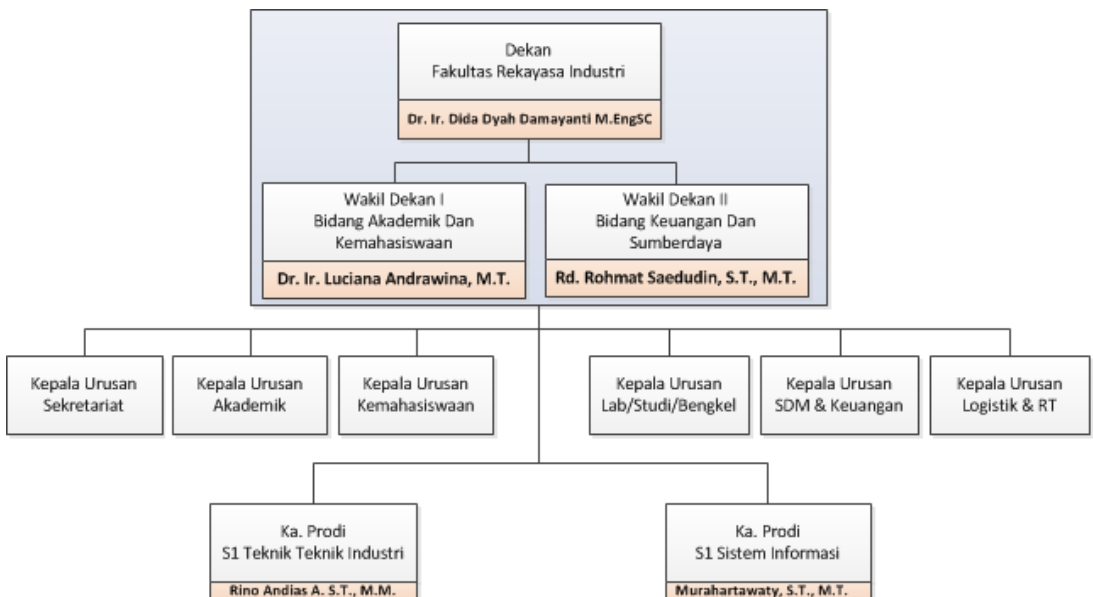 Dekan
Fakultas Rekayasa Industri
Dr. Ir. Dida Dyah Damayanti M.EngSC
Wakil Dekan I
Bidang Akademik Dan
Kemahasiswaan
Dr. Ir. Luciana Andrawina, M.T.
Wakil Dekan II
Bidang Keuangan Dan
Sumberdaya
Rd. Rohmat Saedudin, S.T., M.T.
Kepala Urusan
Sekretariat
Kepala Urusan
Akademik
Kepala Urusan
Kemahasiswaan
Kepala Urusan
Lab/Studi/Bengkel
Kepala Urusan
SDM & Keuangan
Kepala Urusan
Logistik & RT
Ka. Prodi
S1 Teknik Teknik Industri
Rino Andias A. S.T., M.M.
Ka. Prodi
S1 Sistem Informasi
Murahartawaty, S.T., M.T.